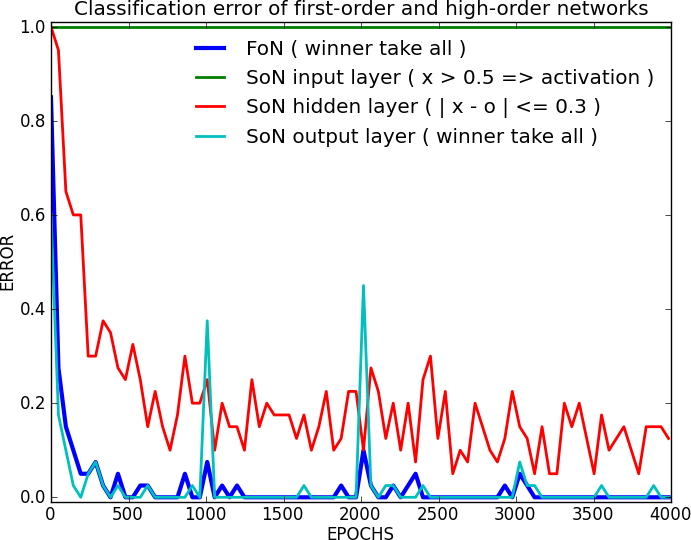 Classification error of first-order and high-order networks
FoN ( winner take all )
SoN input layer ( x > 0.5 => activation )
SoN hidden layer ( | x - o | <= 0.3 )
SoN output layer ( winner take all )
ERROR
1.0
0.8
0.6
0.4
0.2
0.0
0 500 1000 1500 2000 2500 3000 3500 4000
EPOCHS